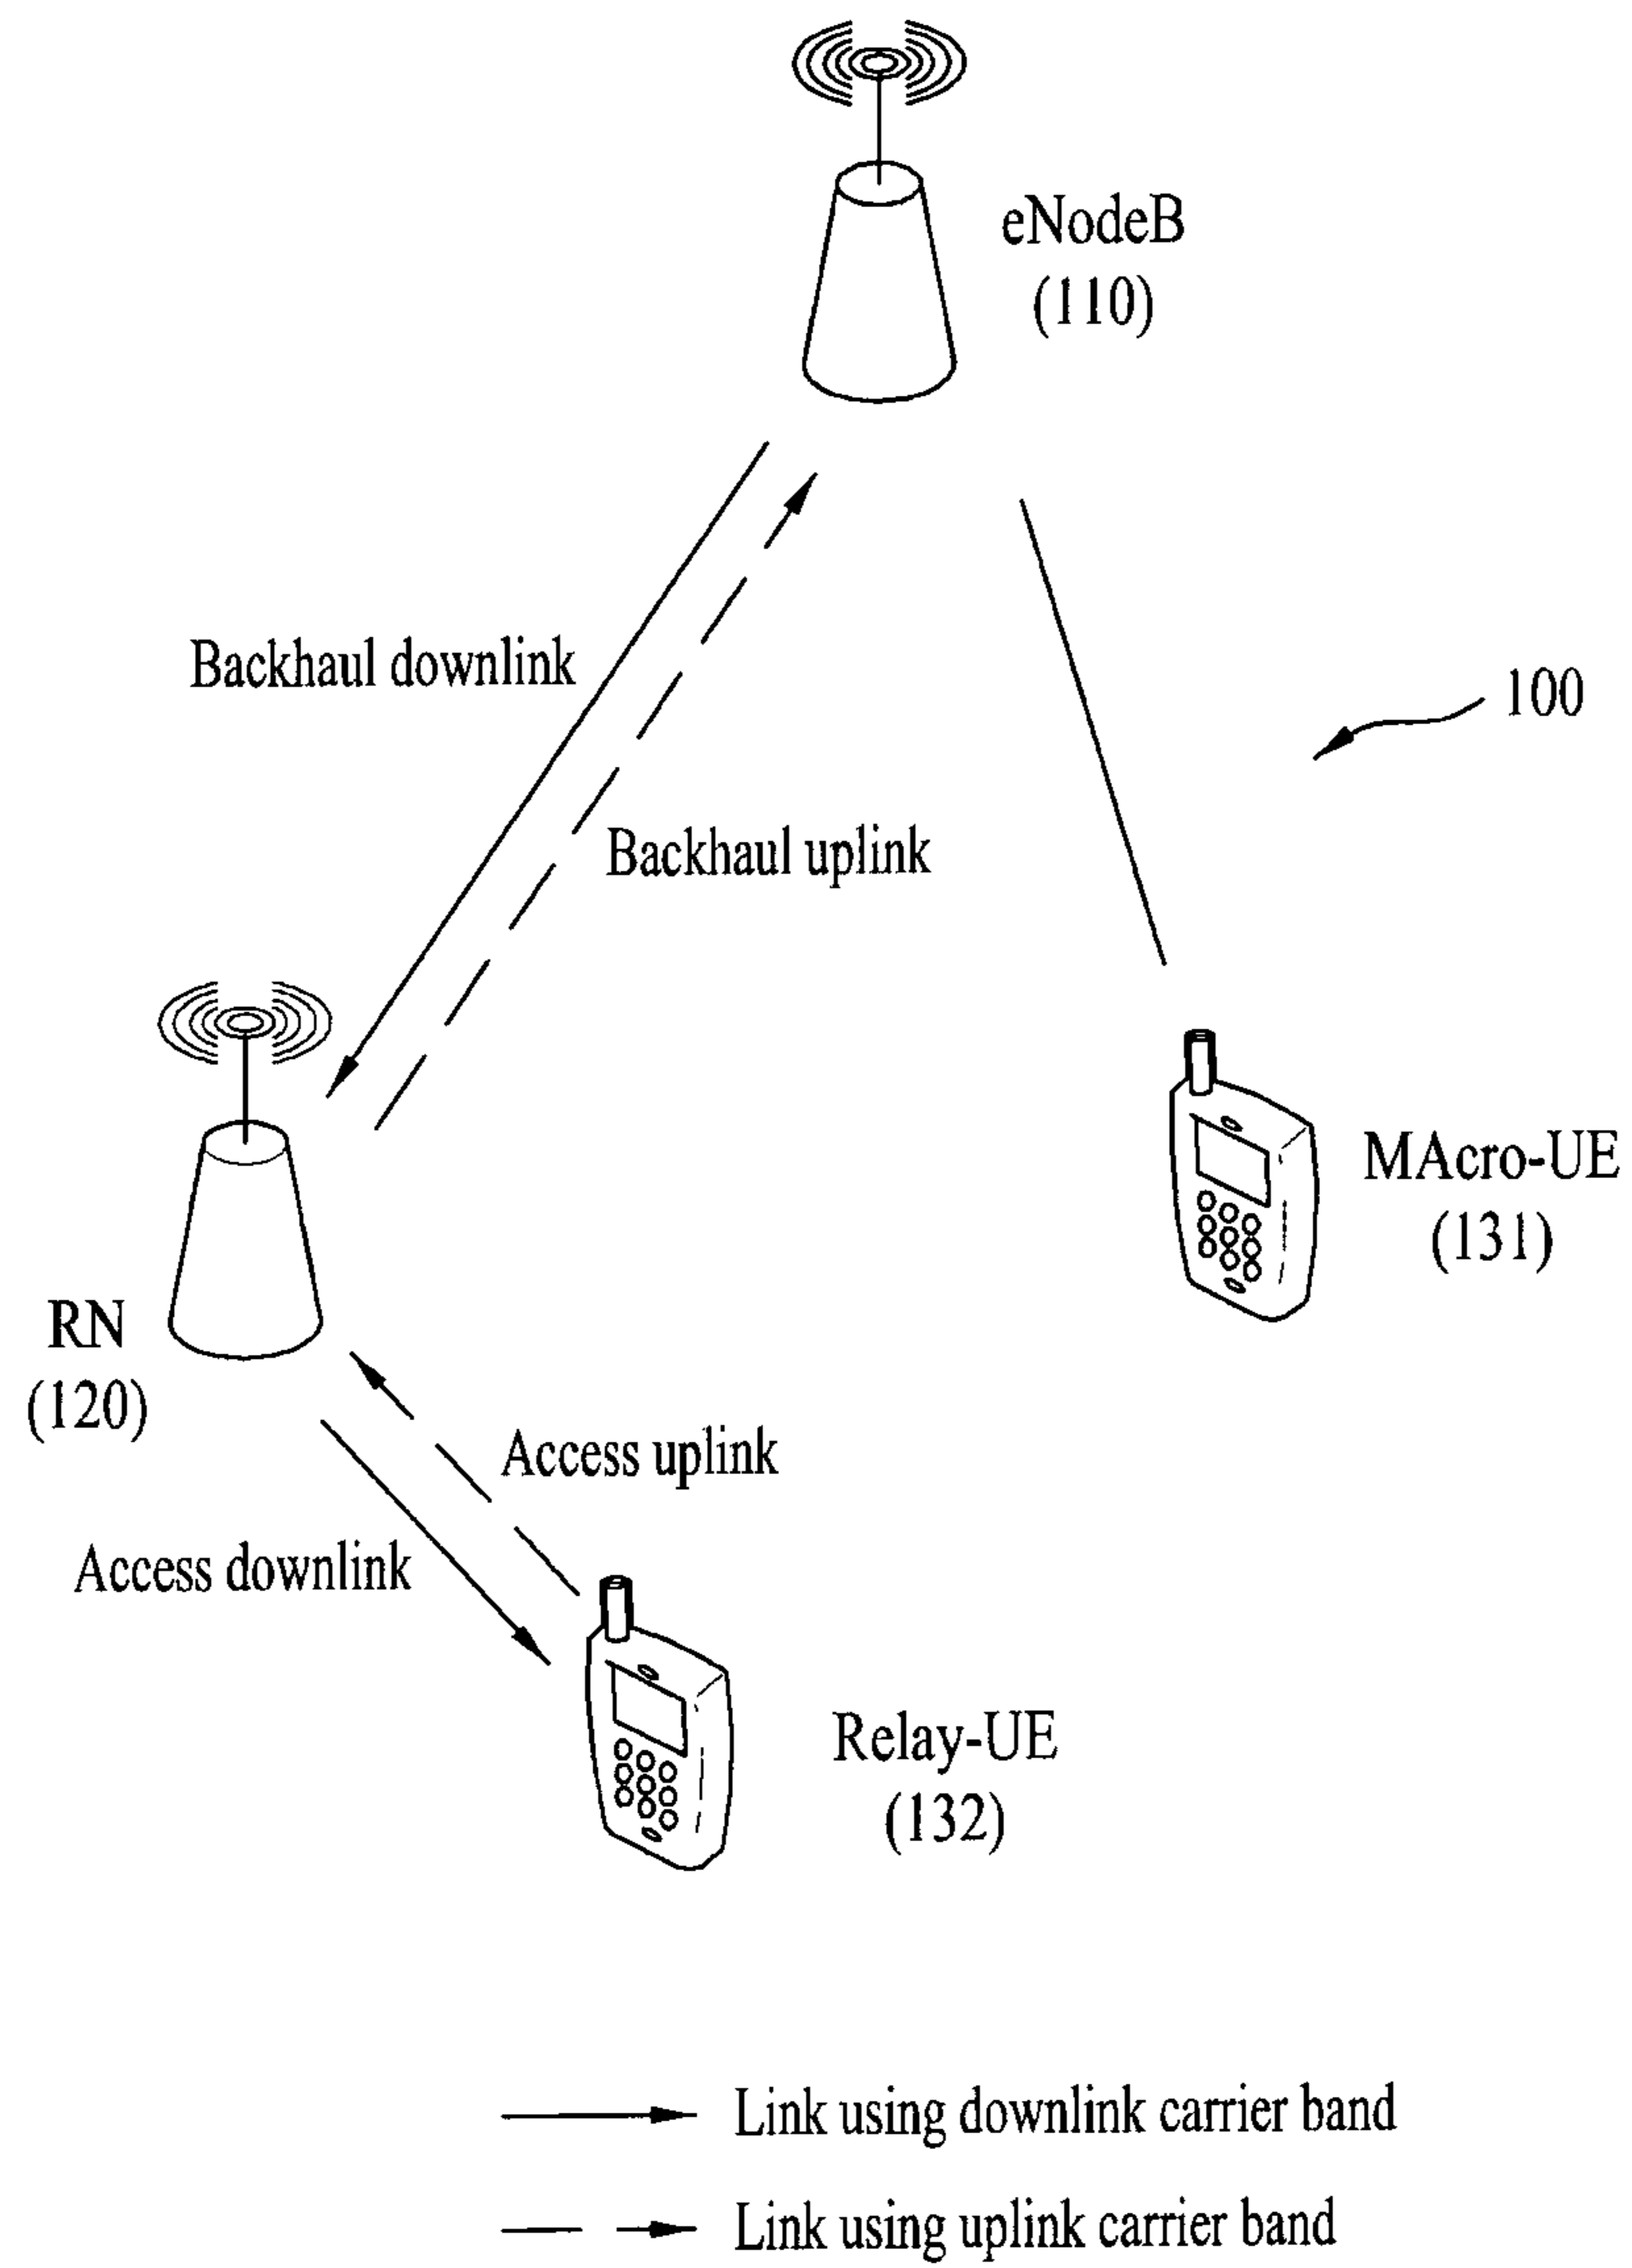 eNodeB
(110)
Backhaul downlink
100
Backhaul uplink
MAcro-UE
(131)
RN
(120)
Access uplink
Access downlink
Relay-UE
(132)
Link using downlink carrier band
Link using uplink carrier band